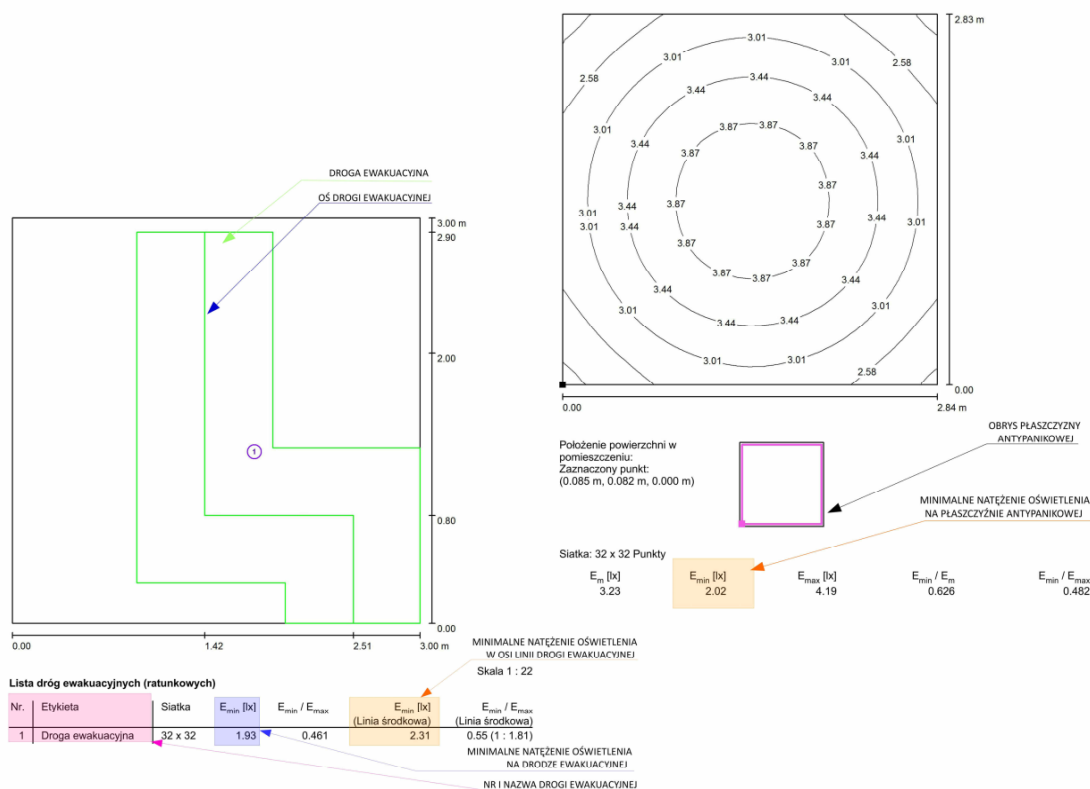 DROGA EWAKUACYJNA
OŚ DROGI EWAKUACYJNEJ
3.00 m
2.90
2.00
1
0.80
0.00
0.00
1.42
2.51
3.00 m
MINIMALNE NATĘŻENIE OŚWIETLENIA
W OSI LINII DROGI EWAKUACYJNEJ
Skala 1 : 22
Lista dróg ewakuacyjnych (ratunkowych)
Nr. Etykieta Siatka Emin [lx] Emin / Emax Emin [lx] Emin / Emax
(Linia środkowa) (Linia środkowa)
1 Droga ewakuacyjna 32 x 32 1.93 0.461 2.31 0.55 (1 : 1.81)
MINIMALNE NATĘŻENIE OŚWIETLENIA
NA DRODZE EWAKUACYJNEJ
NR I NAZWA DROGI EWAKUACYJNEJ
2.83 m
3.01
3.01 3.01 2.58
2.58
3.44
3.44 3.44
3.01 3.01
3.87 3.87
3.44 3.87 3.87 3.44
3.44 3.87 3.44
3.01 3.87 3.87 3.44 3.01
3.01 3.44 3.87 3.01
3.87 3.87
3.87 3.87
3.44 3.44
3.01 3.44 3.44 3.01
3.01 3.01
2.58
0.00
0.00
2.84 m
OBRYS PŁASZCZYZNY
ANTYPANIKOWEJ
Położenie powierzchni w
pomieszczeniu:
Zaznaczony punkt:
(0.085 m, 0.082 m, 0.000 m)
MINIMALNE NATĘŻENIE OŚWIETLENIA
NA PŁASZCZYŹNIE ANTYPANIKOWEJ
Siatka: 32 x 32 Punkty
Em [lx] Emin [lx] Emax [lx] Emin / Em Emin / Emax
3.23 2.02 4.19 0.626 0.482